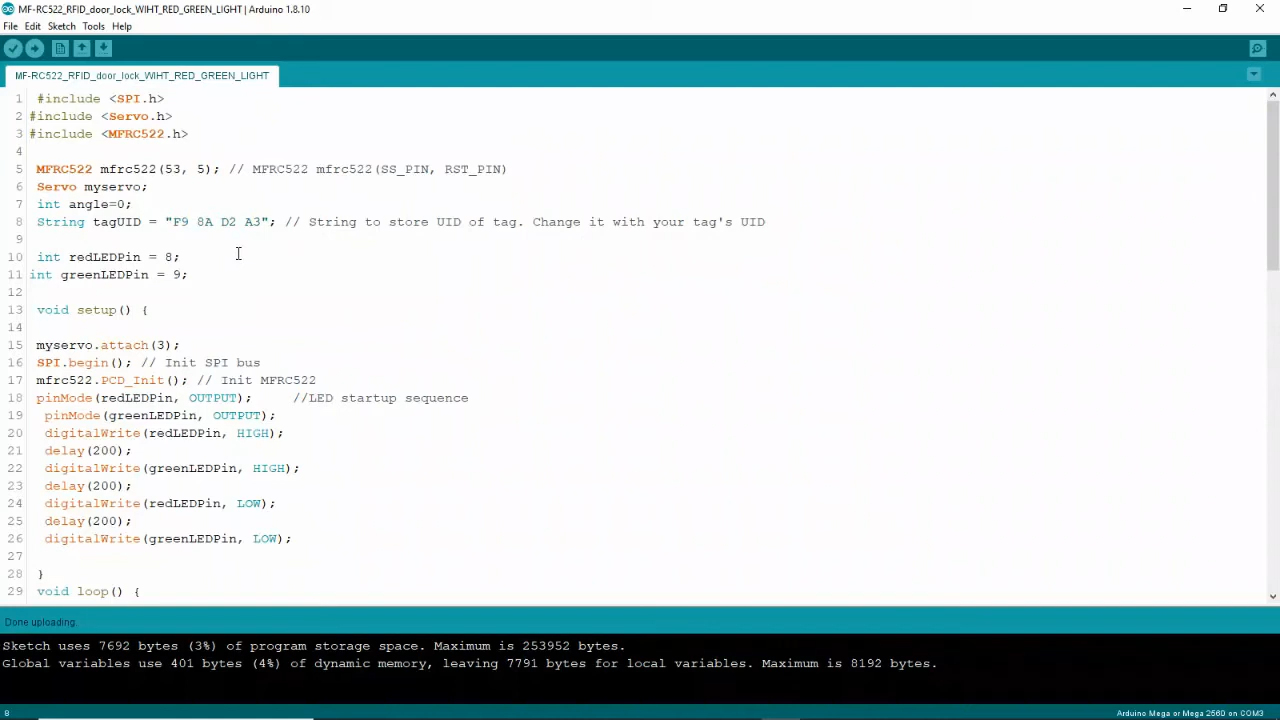 MF-RC522_RFID_door_lock_WIHT_RED_GREEN_LIGHT | Arduino 1.8.10
File Edit Sketch Tools Help
MF-RC522_RFID_door_lock_WIHT_RED_GREEN_LIGHT
1 #include <SPI.h>
2 #include <Servo.h>
3 #include <MFRC522.h>
4
5 MFRC522 mfrc522(53, 5); // MFRC522 mfrc522(SS_PIN, RST_PIN)
6 Servo myservo;
7 int angle=0;
8 String tagUID = "F9 8A D2 A3"; // String to store UID of tag. Change it with your tag's UID
9
10 int redLEDPin = 8;
11 int greenLEDPin = 9;
12
13 void setup() {
14
15 myservo.attach(3);
16 SPI.begin(); // Init SPI bus
17 mfrc522.PCD_Init(); // Init MFRC522
18 pinMode(redLEDPin, OUTPUT); //LED startup sequence
19 pinMode(greenLEDPin, OUTPUT);
20 digitalWrite(redLEDPin, HIGH);
21 delay(200);
22 digitalWrite(greenLEDPin, HIGH);
23 delay(200);
24 digitalWrite(redLEDPin, LOW);
25 delay(200);
26 digitalWrite(greenLEDPin, LOW);
27
28 }
29 void loop() {
Done uploading.
Sketch uses 7692 bytes (3%) of program storage space. Maximum is 253952 bytes.
Global variables use 401 bytes (4%) of dynamic memory, leaving 7791 bytes for local variables. Maximum is 8192 bytes.
8 Arduino Mega or Mega 2560 on COM3